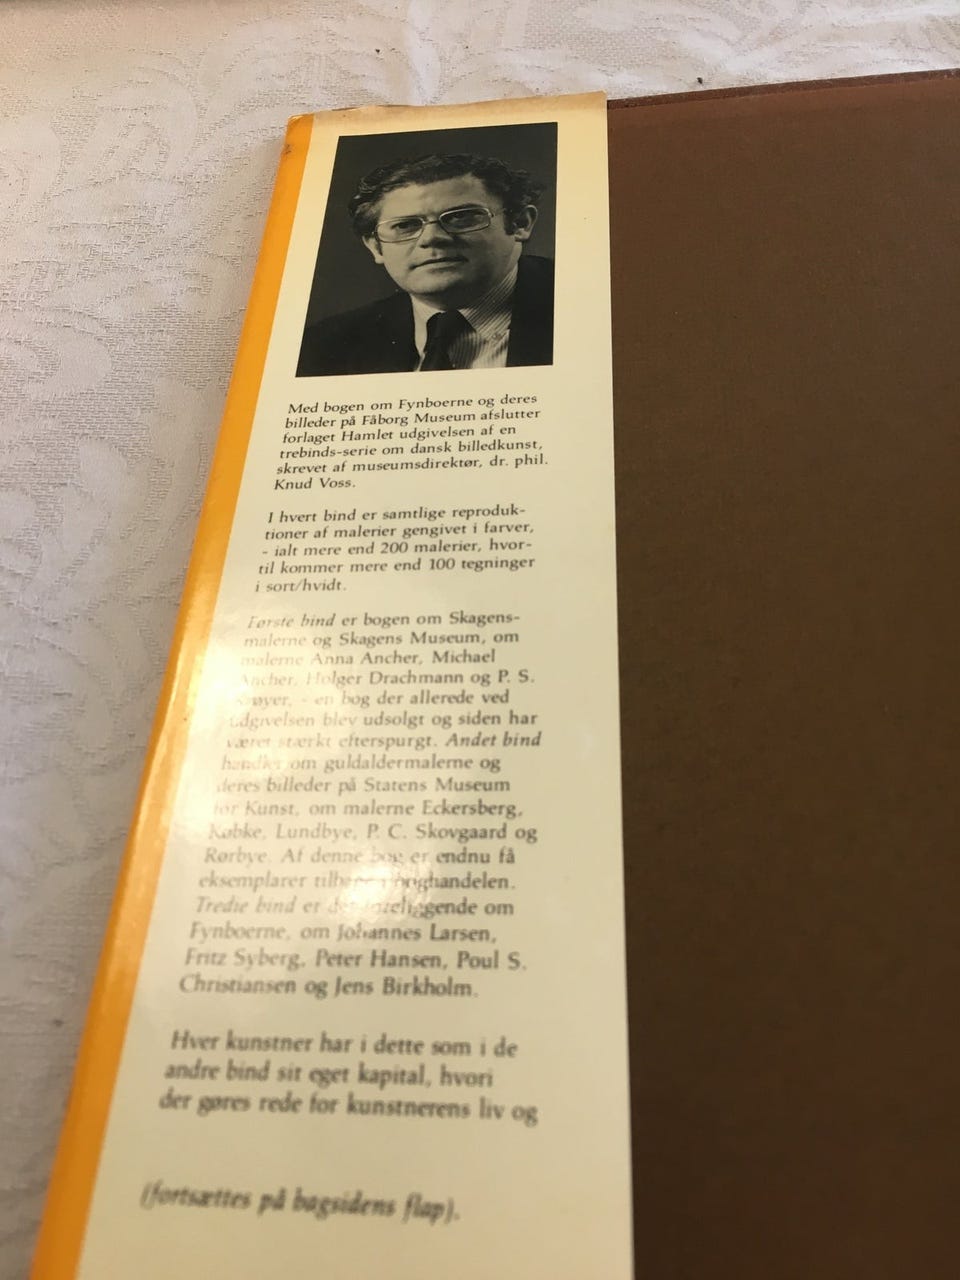 Med bogen om Fynboerne og deres
billeder på Fåborg Museum afslutter
forlaget Hamlet udgivelsen af en
trebinds-serie om dansk billedkunst,
skrevet af museumsdirektør, dr. phil.
Knud Voss.
I hvert bind er samtlige reproduk-
tioner af malerier gengivet i farver,
- ialt mere end 200 malerier, hvor-
til kommer mere end 100 tegninger
i sort/hvidt.
Første bind er bogen om Skagens-
malerne og Skagens Museum, om
malerne Anna Ancher, Michael
Ancher, Holger Drachmann og P. S.
Krøyer, - en bog der allerede ved
udgivelsen blev udsolgt og siden har
været stærkt efterspurgt. Andet bind
handler om guldaldermalerne og
deres billeder på Statens Museum
for Kunst, om malerne Eckersberg,
Købke, Lundbye, P. C. Skovgaard og
Rørbye. Af denne bog er endnu få
eksemplarer tilbage i boghandelen.
Tredie bind er det foreliggende om
Fynboerne, om Johannes Larsen,
Fritz Syberg, Peter Hansen, Poul S.
Christiansen og Jens Birkholm.
Hver kunstner har i dette som i de
andre bind sit eget kapital, hvori
der gøres rede for kunstnerens liv og
(fortsættes på bagsidens flap).